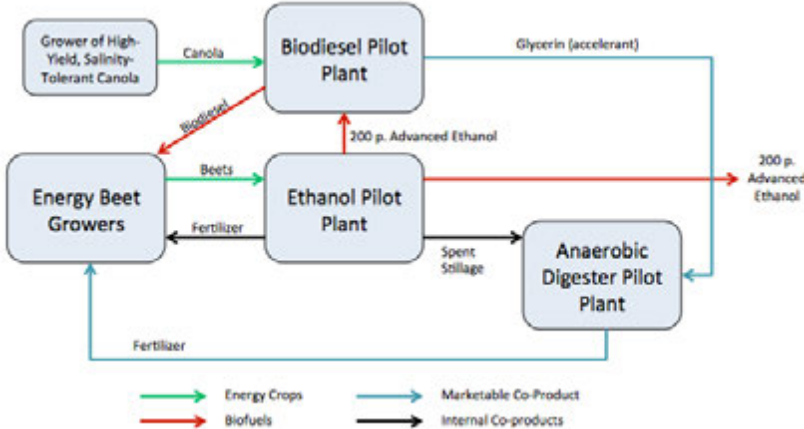 Grower of High-
Yield, Salinity-
Tolerant Canola
Canola
Biodiesel Pilot
Plant
Glycerin (accelerant)
Biodiesel
200 p. Advanced Ethanol
Energy Beet
Growers
Beets
Fertilizer
Ethanol Pilot
Plant
200 p.
Advanced
Ethanol
Spent
Stillage
Anaerobic
Digester Pilot
Plant
Fertilizer
Energy Crops
Biofuels
Marketable Co-Product
Internal Co-products